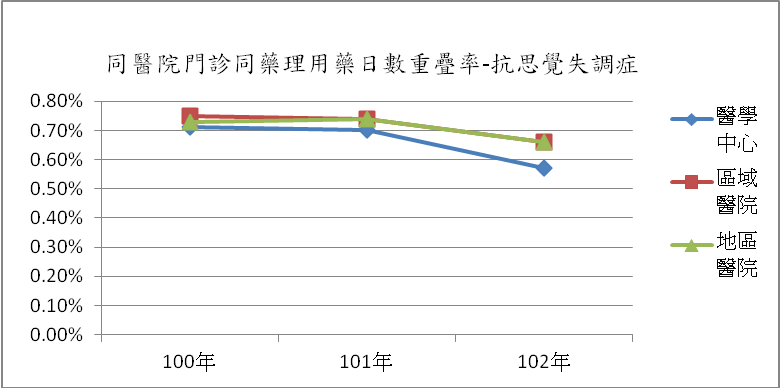 同醫院門診同藥理用藥日數重疊率-抗思覺失調症
0.80%
0.70%
0.60%
0.50%
0.40%
0.30%
0.20%
0.10%
0.00%
100年
101年
102年
醫學
中心
區域
醫院
地區
醫院